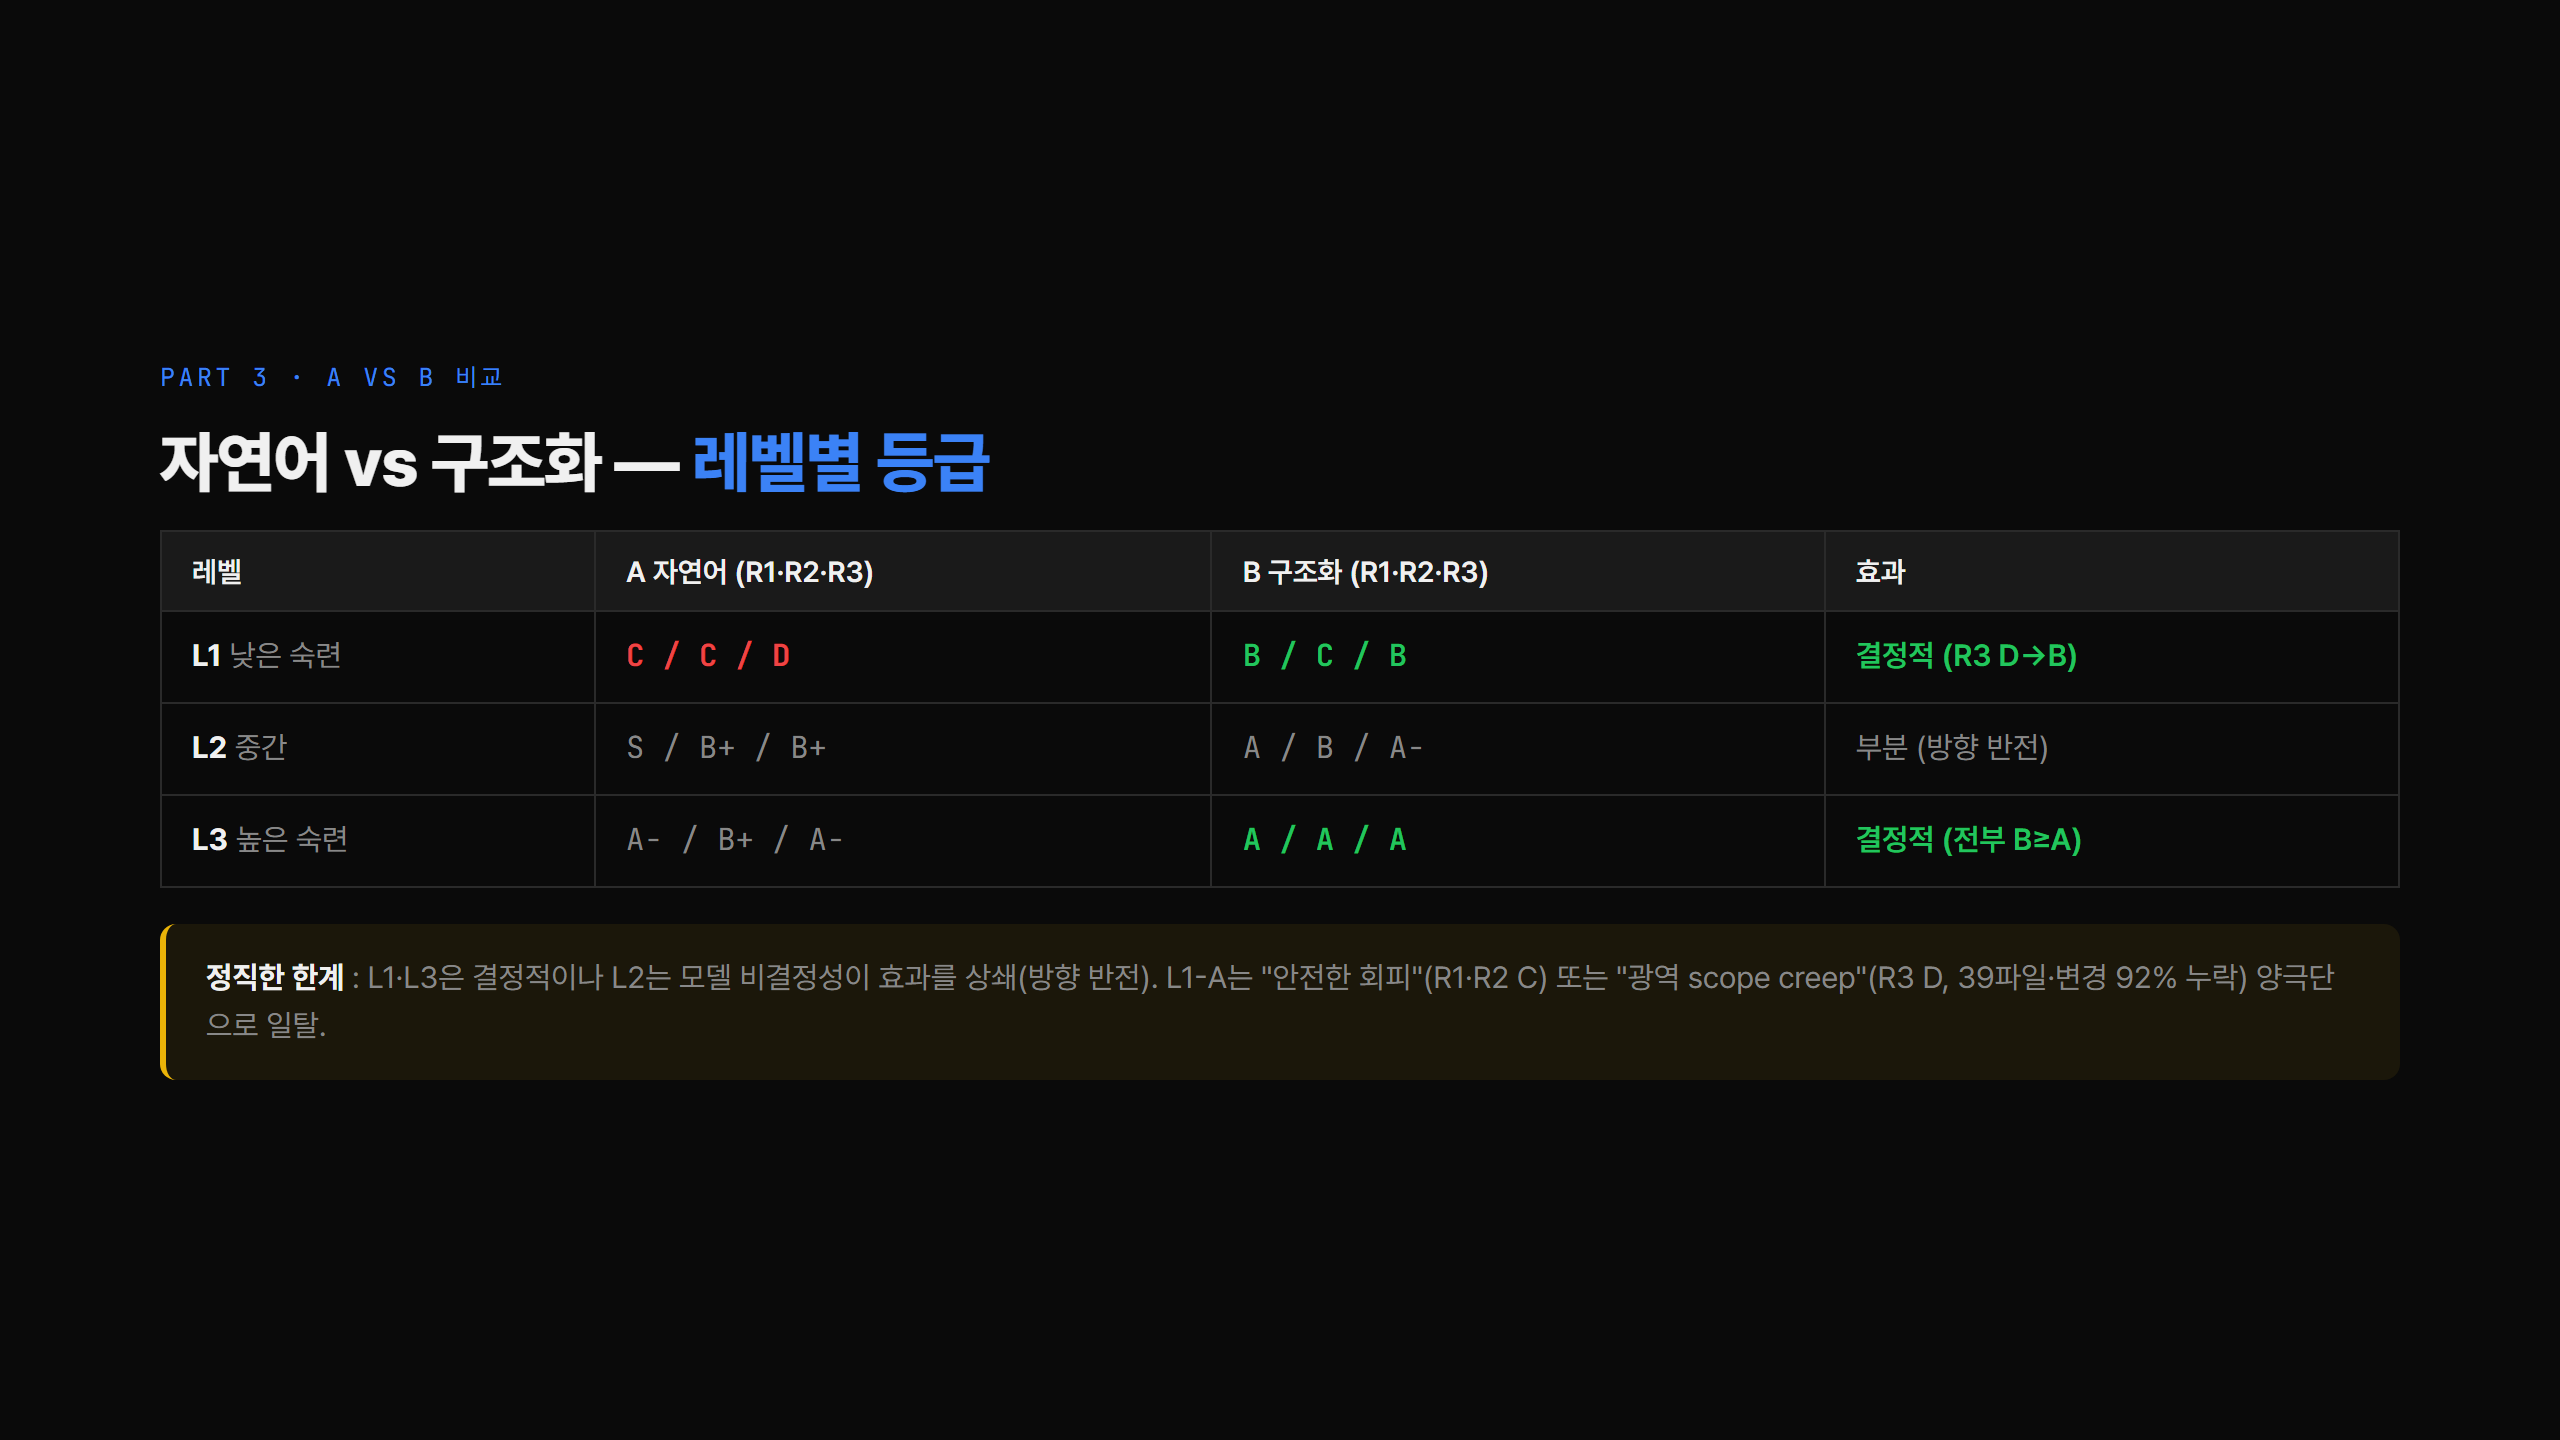 PART 3 · A VS B 비교
자연어 vs 구조화 — 레벨별 등급
레벨 A 자연어 (R1·R2·R3) B 구조화 (R1·R2·R3) 효과
L1 낮은 숙련 C / C / D B / C / B 결정적 (R3 D→B)
L2 중간 S / B+ / B+ A / B / A- 부분 (방향 반전)
L3 높은 숙련 A- / B+ / A- A / A / A 결정적 (전부 B≥A)
정직한 한계 : L1·L3은 결정적이나 L2는 모델 비결정성이 효과를 상쇄(방향 반전). L1-A는 "안전한 회피"(R1·R2 C) 또는 "광역 scope creep"(R3 D, 39파일·변경 92% 누락) 양극단
으로 일탈.